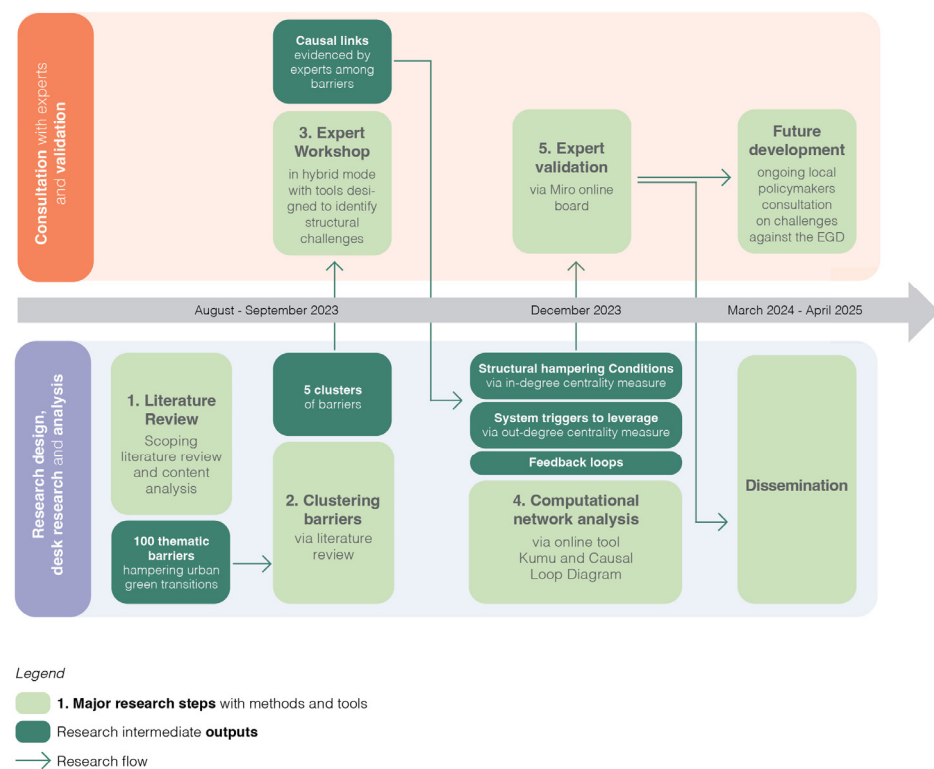 Consultation with experts
and validation
Causal links
evidenced by
experts among
barriers
3. Expert
Workshop
in hybrid mode
with tools desi-
gned to identify
structural
challenges
5. Expert
validation
via Miro online
board
Future
development
ongoing local
policymakers
consultation
on challenges
against the EGD
August - September 2023
December 2023
March 2024 - April 2025
Research design,
desk research and analysis
1. Literature
Review
Scoping
literature review
and content
analysis
100 thematic
barriers
hampering urban
green transitions
5 clusters
of barriers
2. Clustering
barriers
via literature
review
Structural hampering Conditions
via in-degree centrality measure
System triggers to leverage
via out-degree centrality measure
Feedback loops
4. Computational
network analysis
via online tool
Kumu and Causal
Loop Diagram
Dissemination
Legend
1. Major research steps with methods and tools
Research intermediate outputs
Research flow